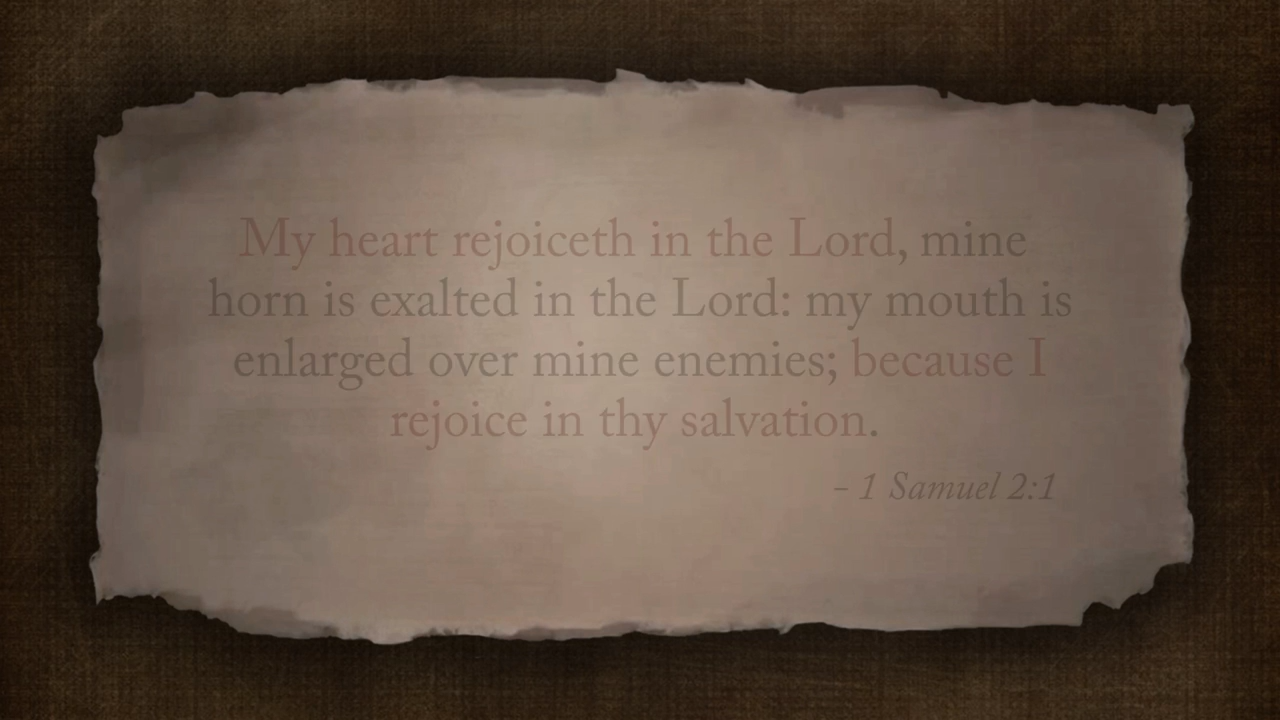 My heart rejoiceth in the Lord, mine
horn is exalted in the Lord: my mouth is
enlarged over mine enemies; because I
rejoice in thy salvation.
– 1 Samuel 2:1